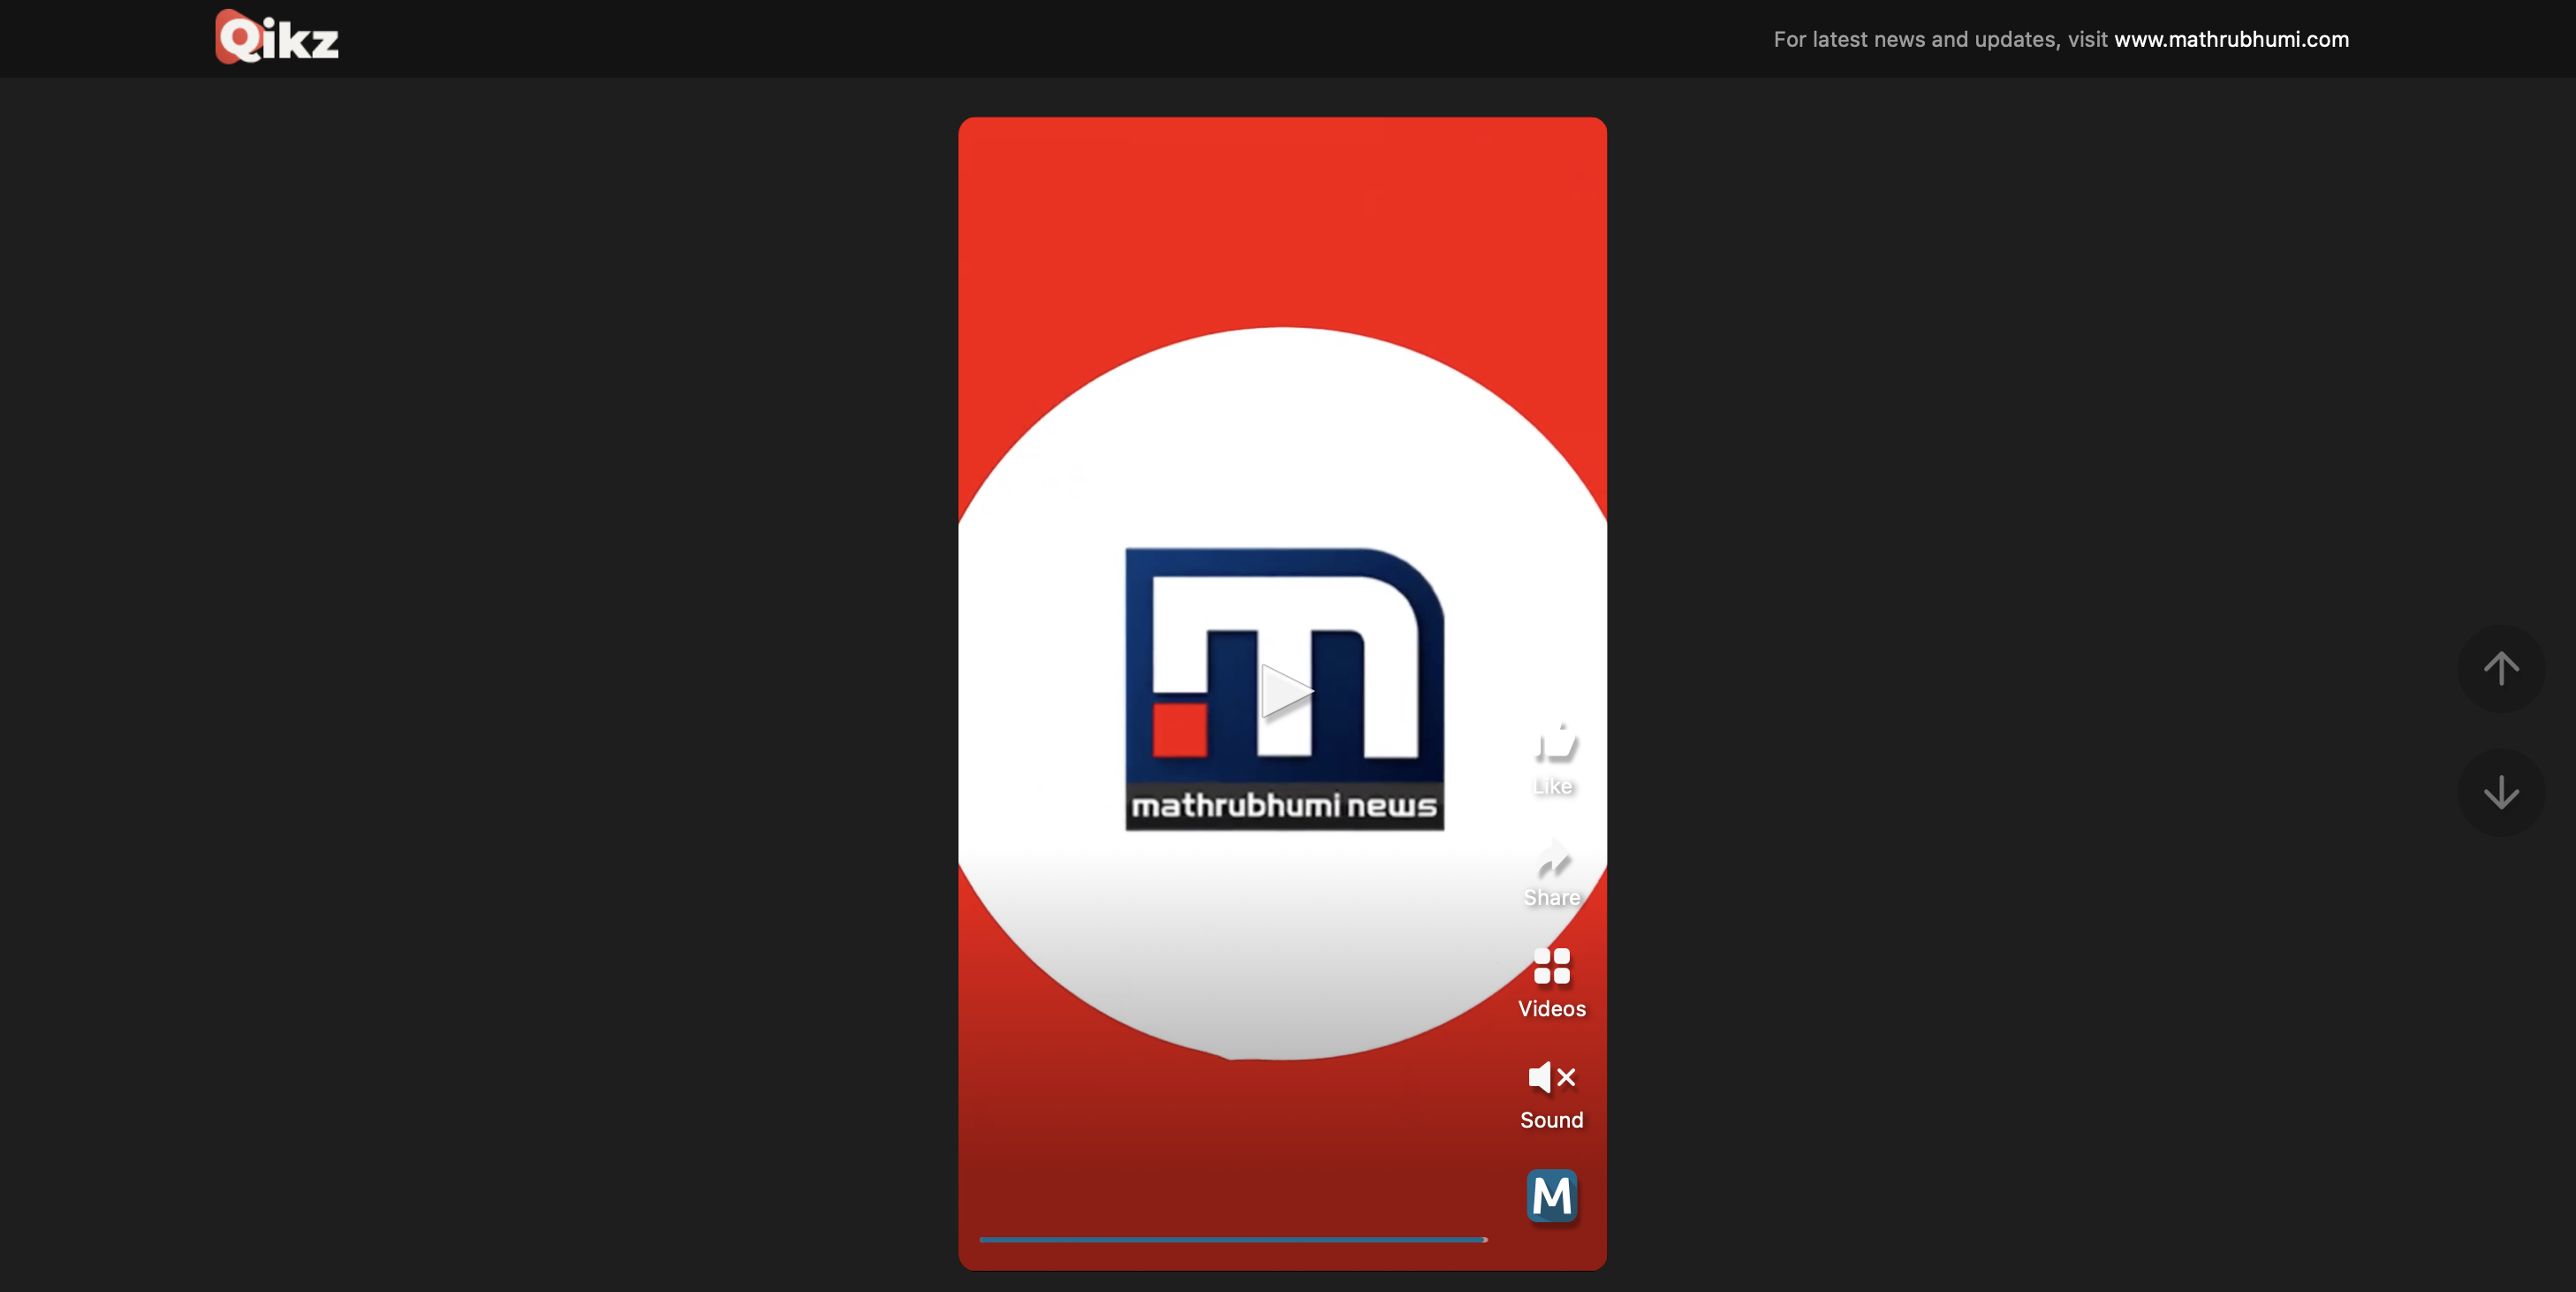 Qikz
For latest news and updates, visit www.mathrubhumi.com
mathrubhumi news
Like
Share
Videos
Sound
M